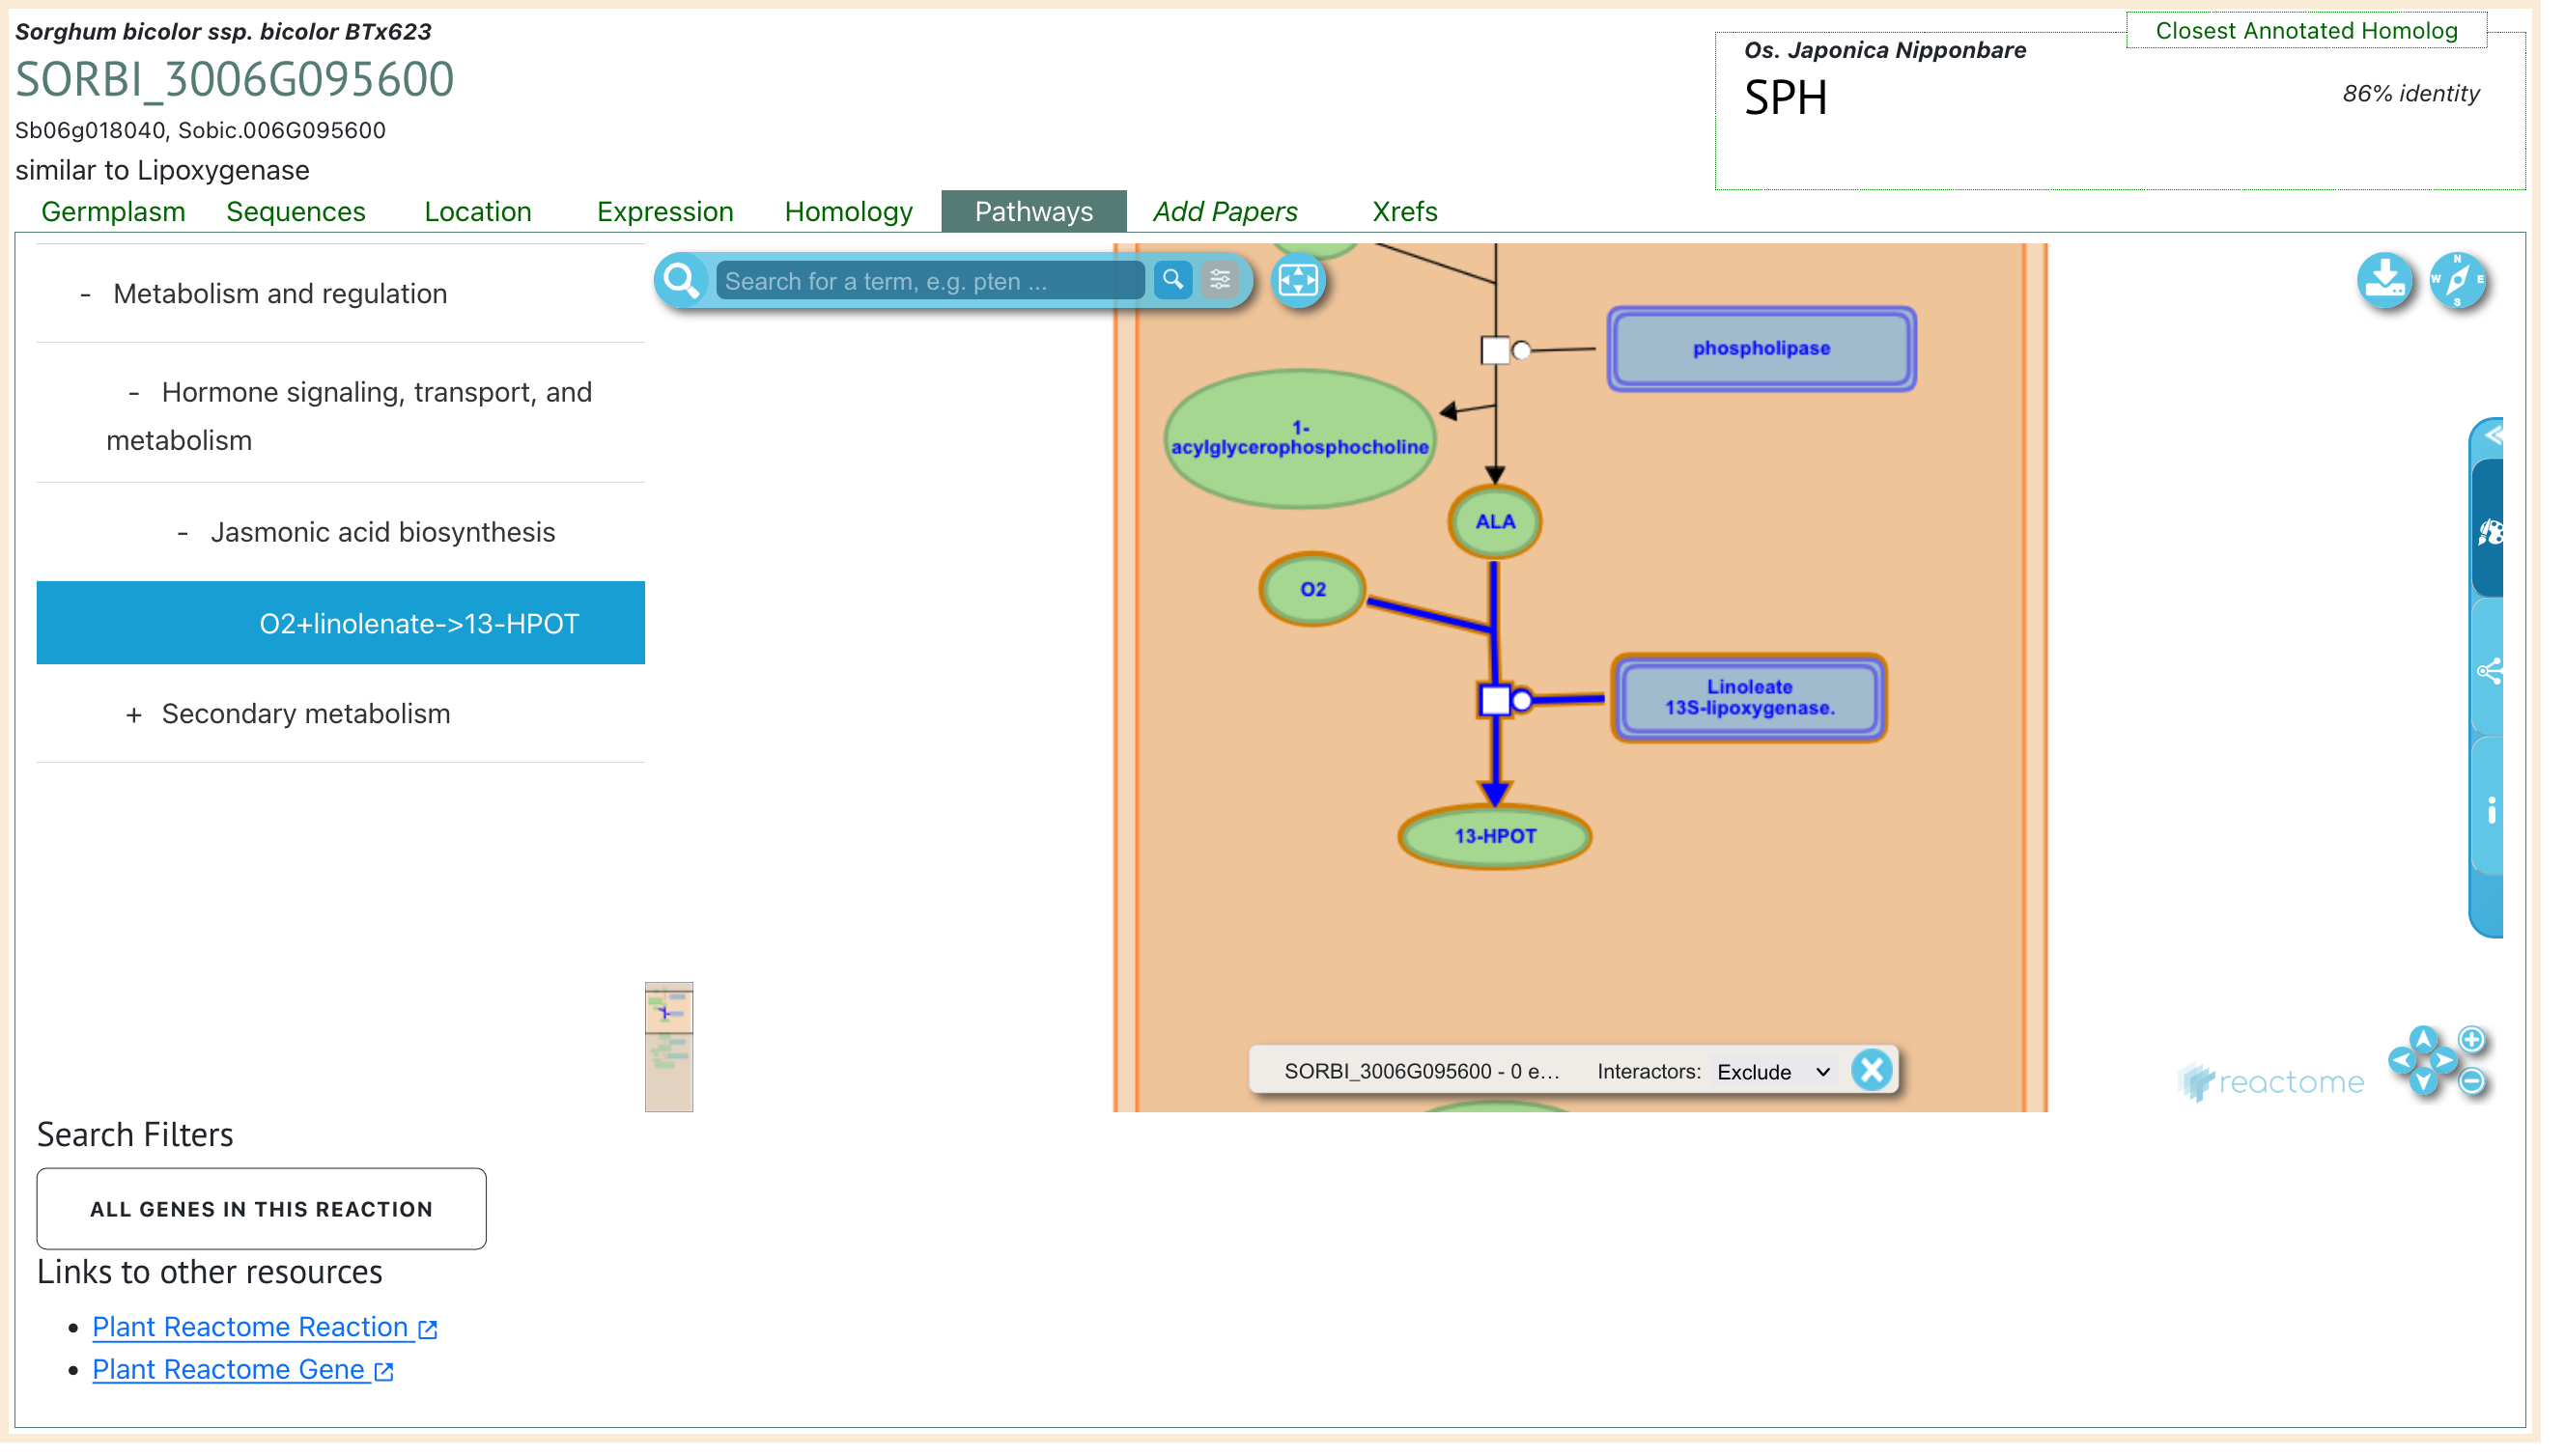 Sorghum bicolor ssp. bicolor BTx623
SORBI_3006G095600
Sb06g018040, Sobic.006G095600
similar to Lipoxygenase
Closest Annotated Homolog
Os. Japonica Nipponbare
SPH
86% identity
Germplasm Sequences Location Expression Homology Pathways Add Papers Xrefs
- Metabolism and regulation
- Hormone signaling, transport, and
metabolism
- Jasmonic acid biosynthesis
O2+linolenate->13-HPOT
+ Secondary metabolism
Search for a term, e.g. pten ...
N
W E
S
phospholipase
1-
acylglycerophosphocholine
ALA
O2
Linoleate
13S-lipoxygenase.
13-HPOT
SORBI_3006G095600 - 0 e... Interactors: Exclude
reactome
Search Filters
ALL GENES IN THIS REACTION
Links to other resources
• Plant Reactome Reaction
• Plant Reactome Gene